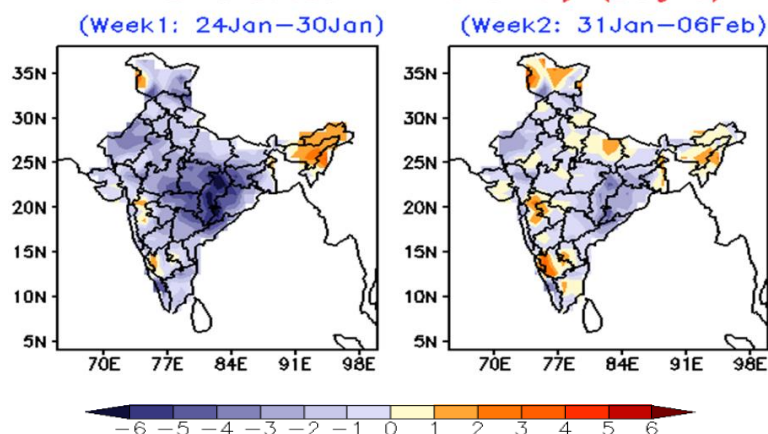 (Week1: 24Jan-30Jan)
(Week2: 31Jan-06Feb)
35N
30N
25N
20N
15N
10N
5N
70E 77E 84E 91E 98E
35N
30N
25N
20N
15N
10N
5N
70E 77E 84E 91E 98E
-6 -5 -4 -3 -2 -1 0 1 2 3 4 5 6